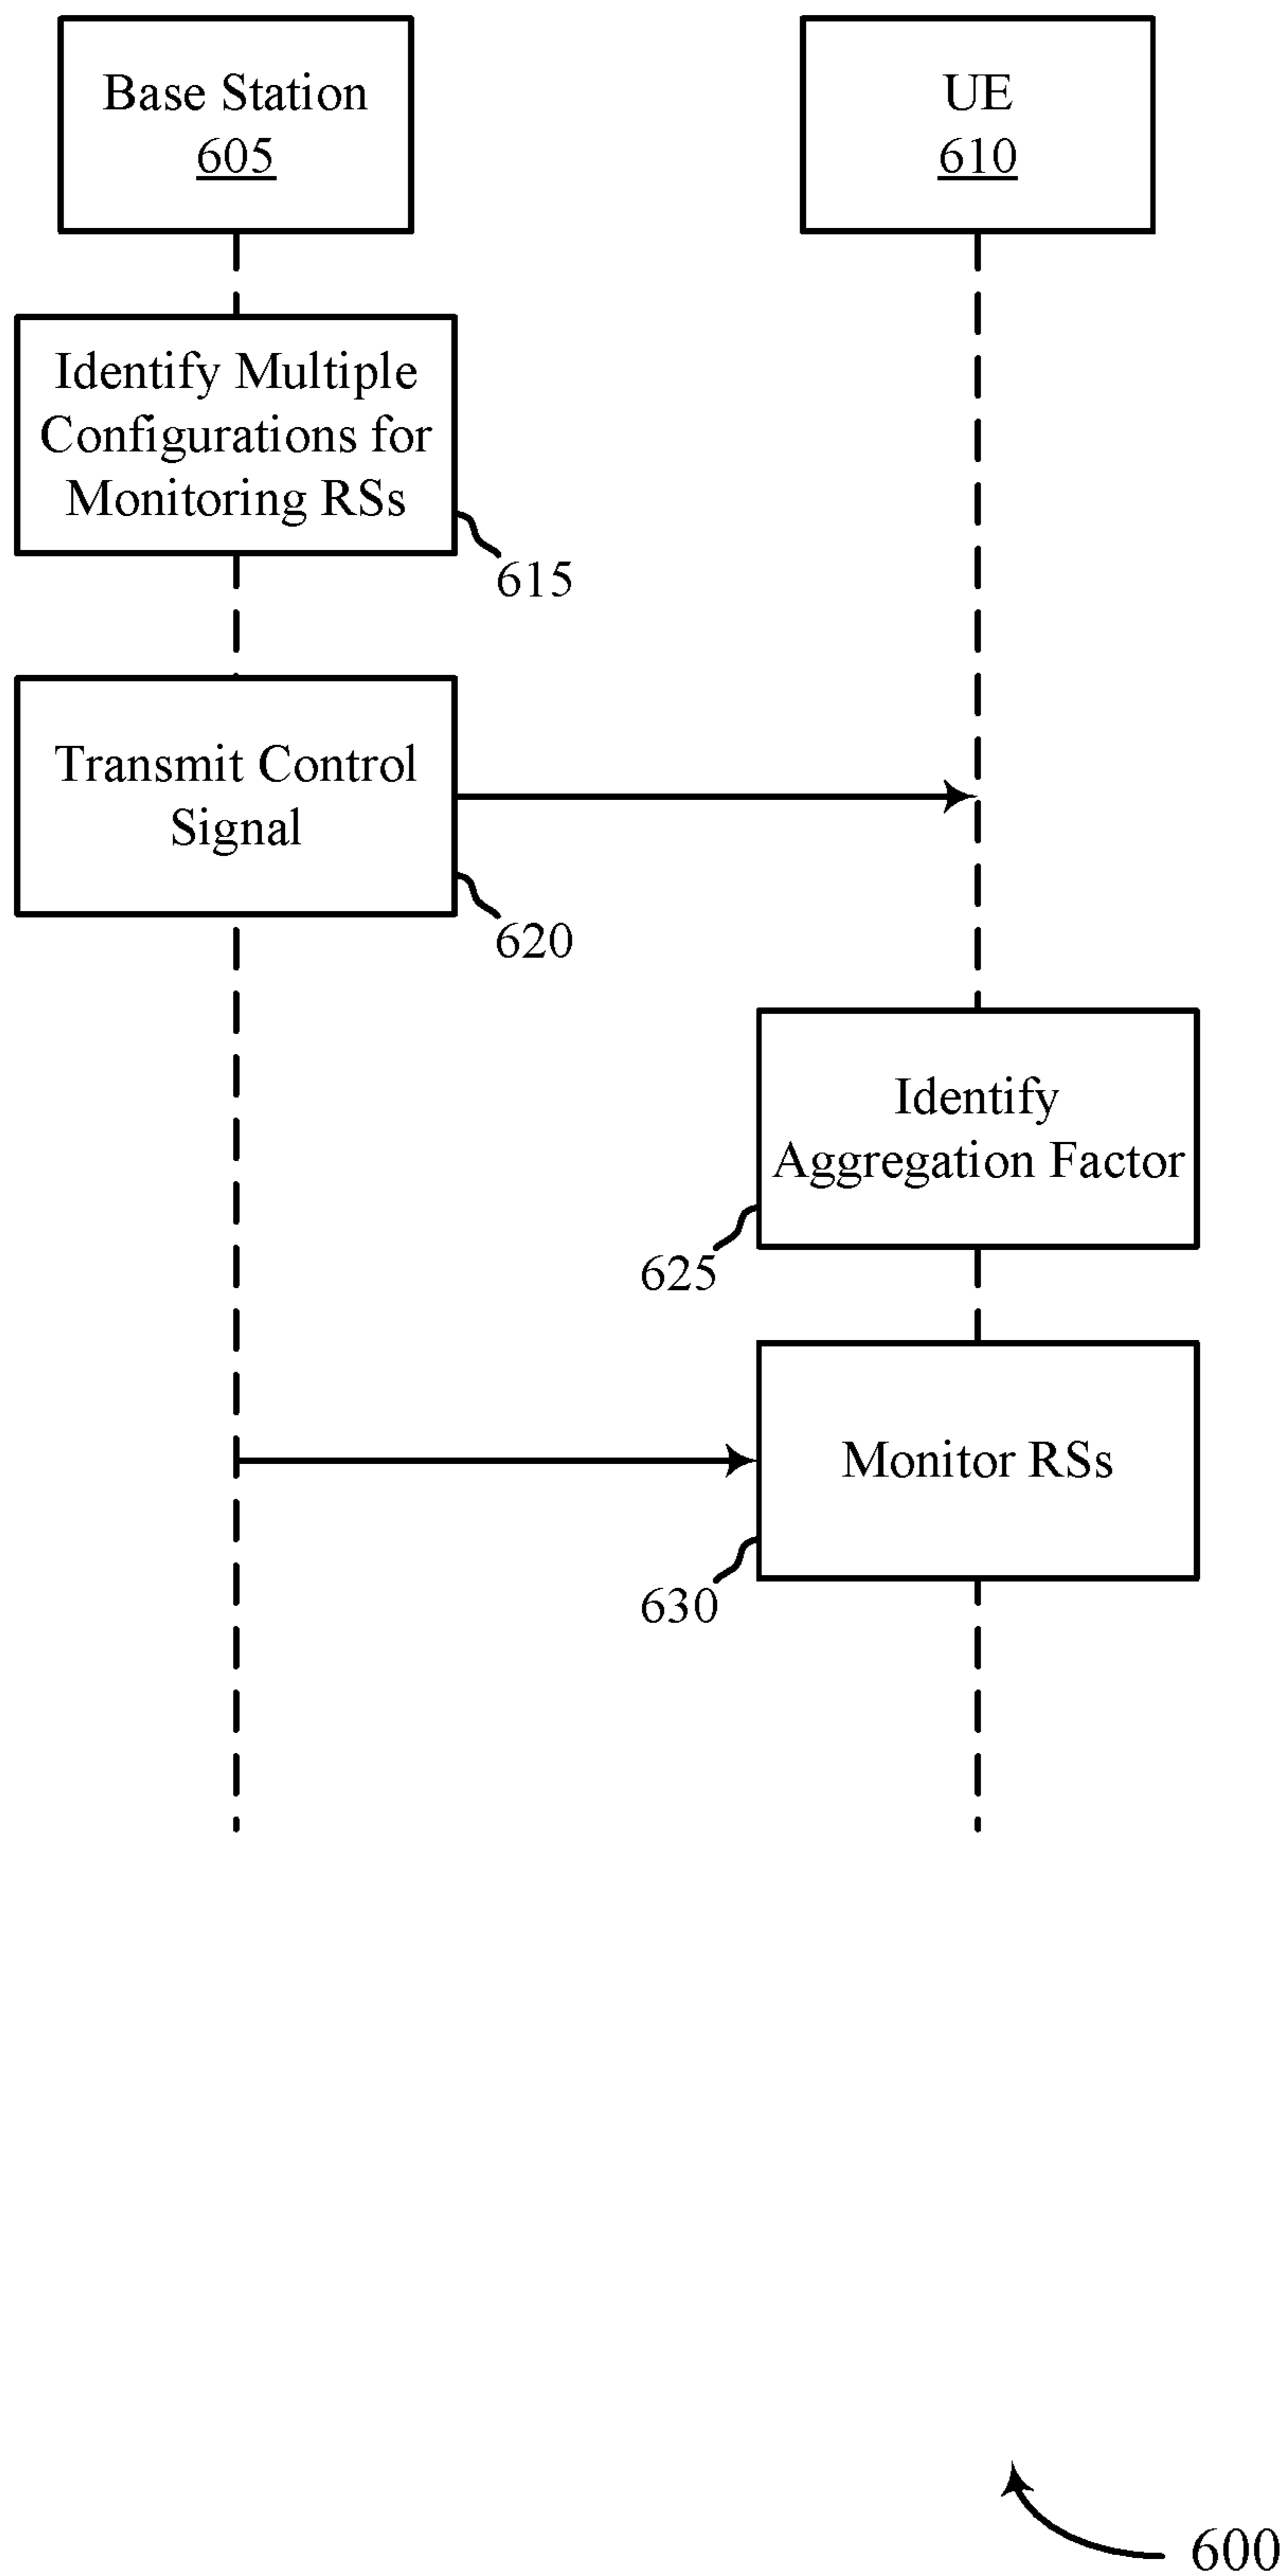 Base Station
605
UE
610
Identify Multiple
Configurations for
Monitoring RSs
615
Transmit Control
Signal
620
Identify
Aggregation Factor
625
Monitor RSs
630
600